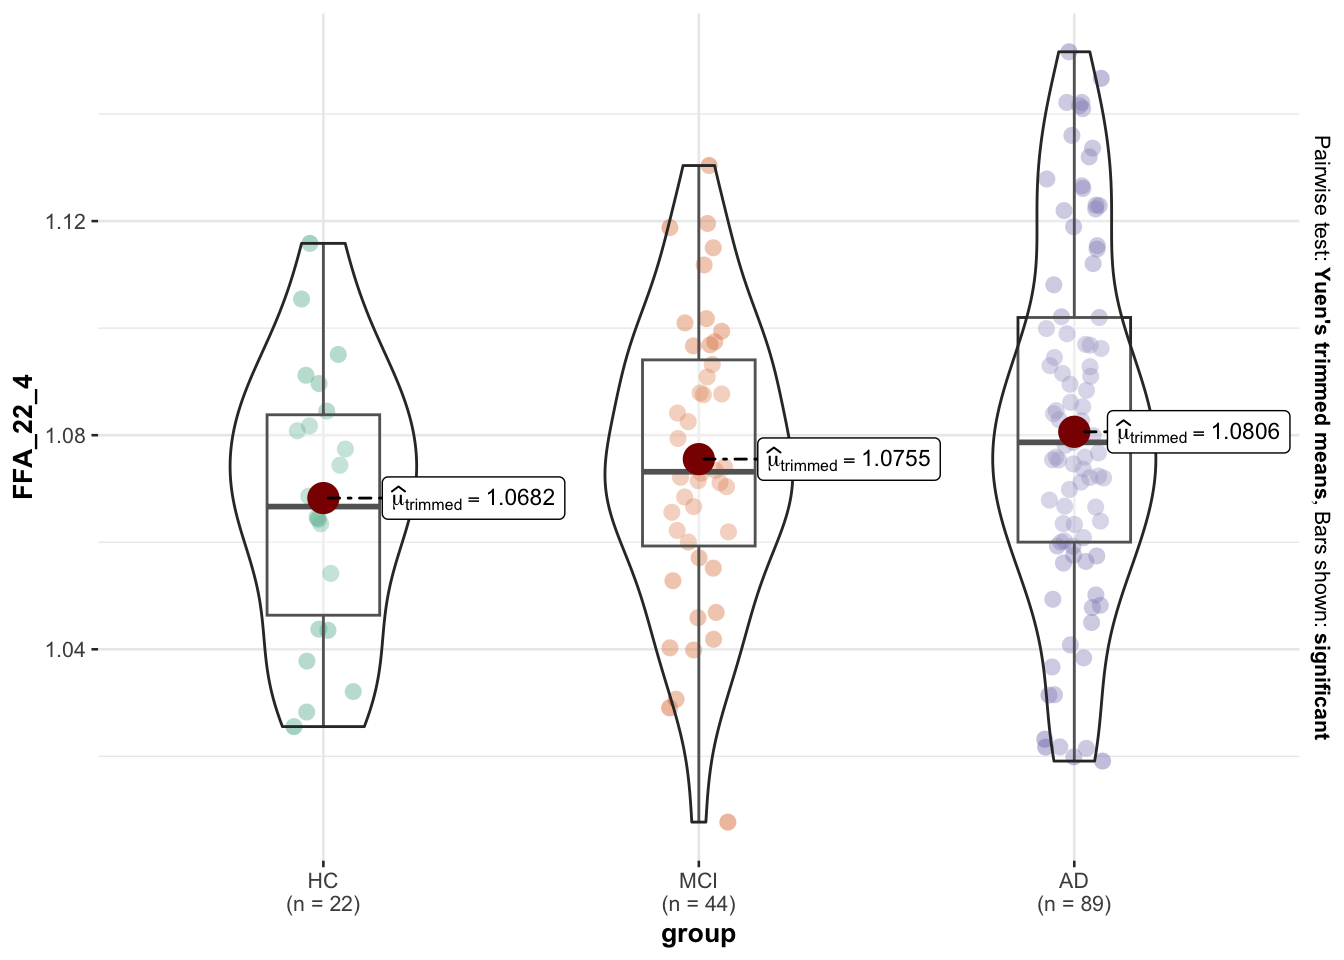 FFA_22_4
1.12
1.08
1.04
μ̂trimmed = 1.0682
μ̂trimmed = 1.0755
μ̂trimmed = 1.0806
HC
(n = 22)
MCI
(n = 44)
AD
(n = 89)
group
Pairwise test: Yuen's trimmed means, Bars shown: significant